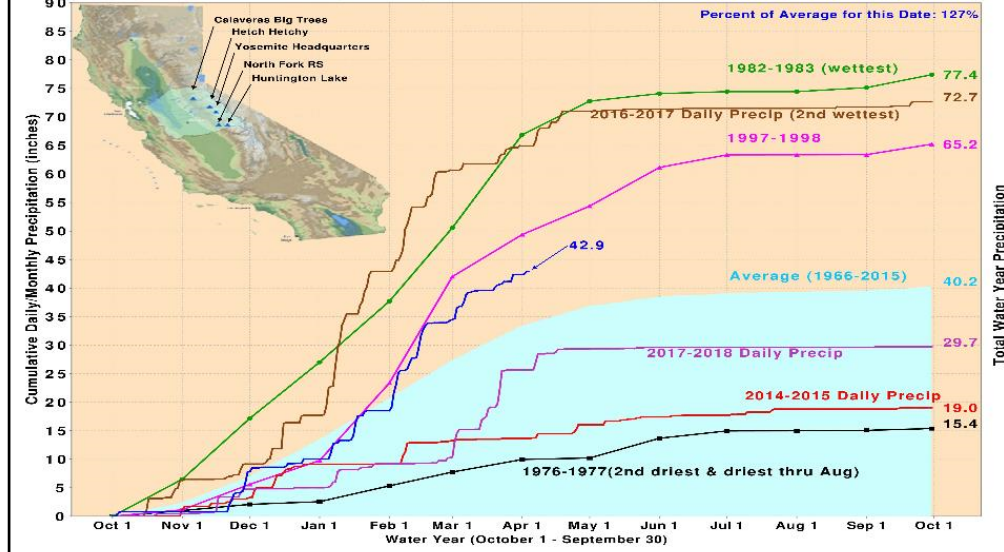 Percent of Average for this Date: 127%
Calaveras Big Trees
Hetch Hetchy
Yosemite Headquarters
North Fork RS
Huntington Lake
1982-1983 (wettest)
77.4
2016-2017 Daily Precip (2nd wettest)
72.7
1997-1998
65.2
42.9
Average (1966-2015)
40.2
2017-2018 Daily Precip
29.7
2014-2015 Daily Precip
19.0
1976-1977(2nd driest & driest thru Aug)
15.4
Cumulative Daily/Monthly Precipitation (inches)
Total Water Year Precipitation
90
85
80
75
70
65
60
55
50
45
40
35
30
25
20
15
10
5
0
Oct 1 Nov 1 Dec 1 Jan 1 Feb 1 Mar 1 Apr 1 May 1 Jun 1 Jul 1 Aug 1 Sep 1 Oct 1
Water Year (October 1 - September 30)